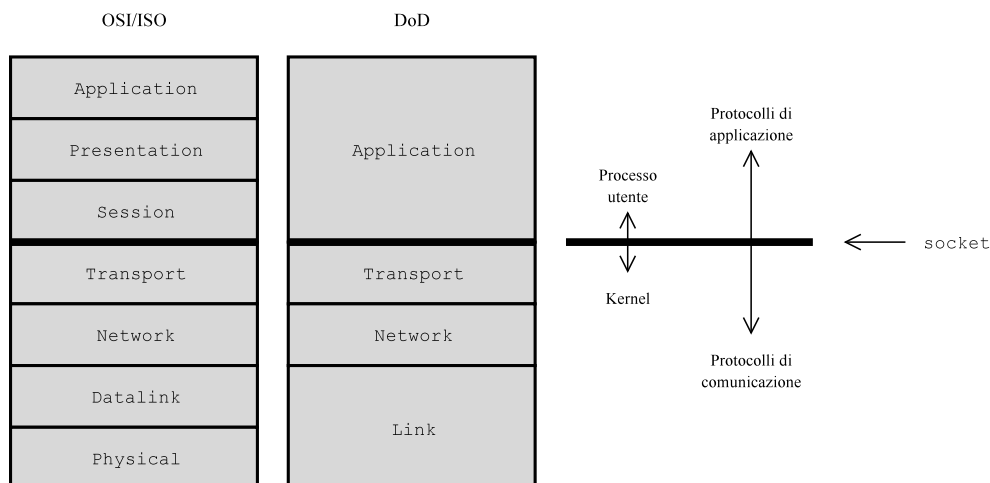 OSI/ISO
DoD
Application
Presentation
Session
Transport
Network
Datalink
Physical
Application
Transport
Network
Link
Processo
utente
Kernel
Protocolli di
applicazione
Protocolli di
comunicazione
socket